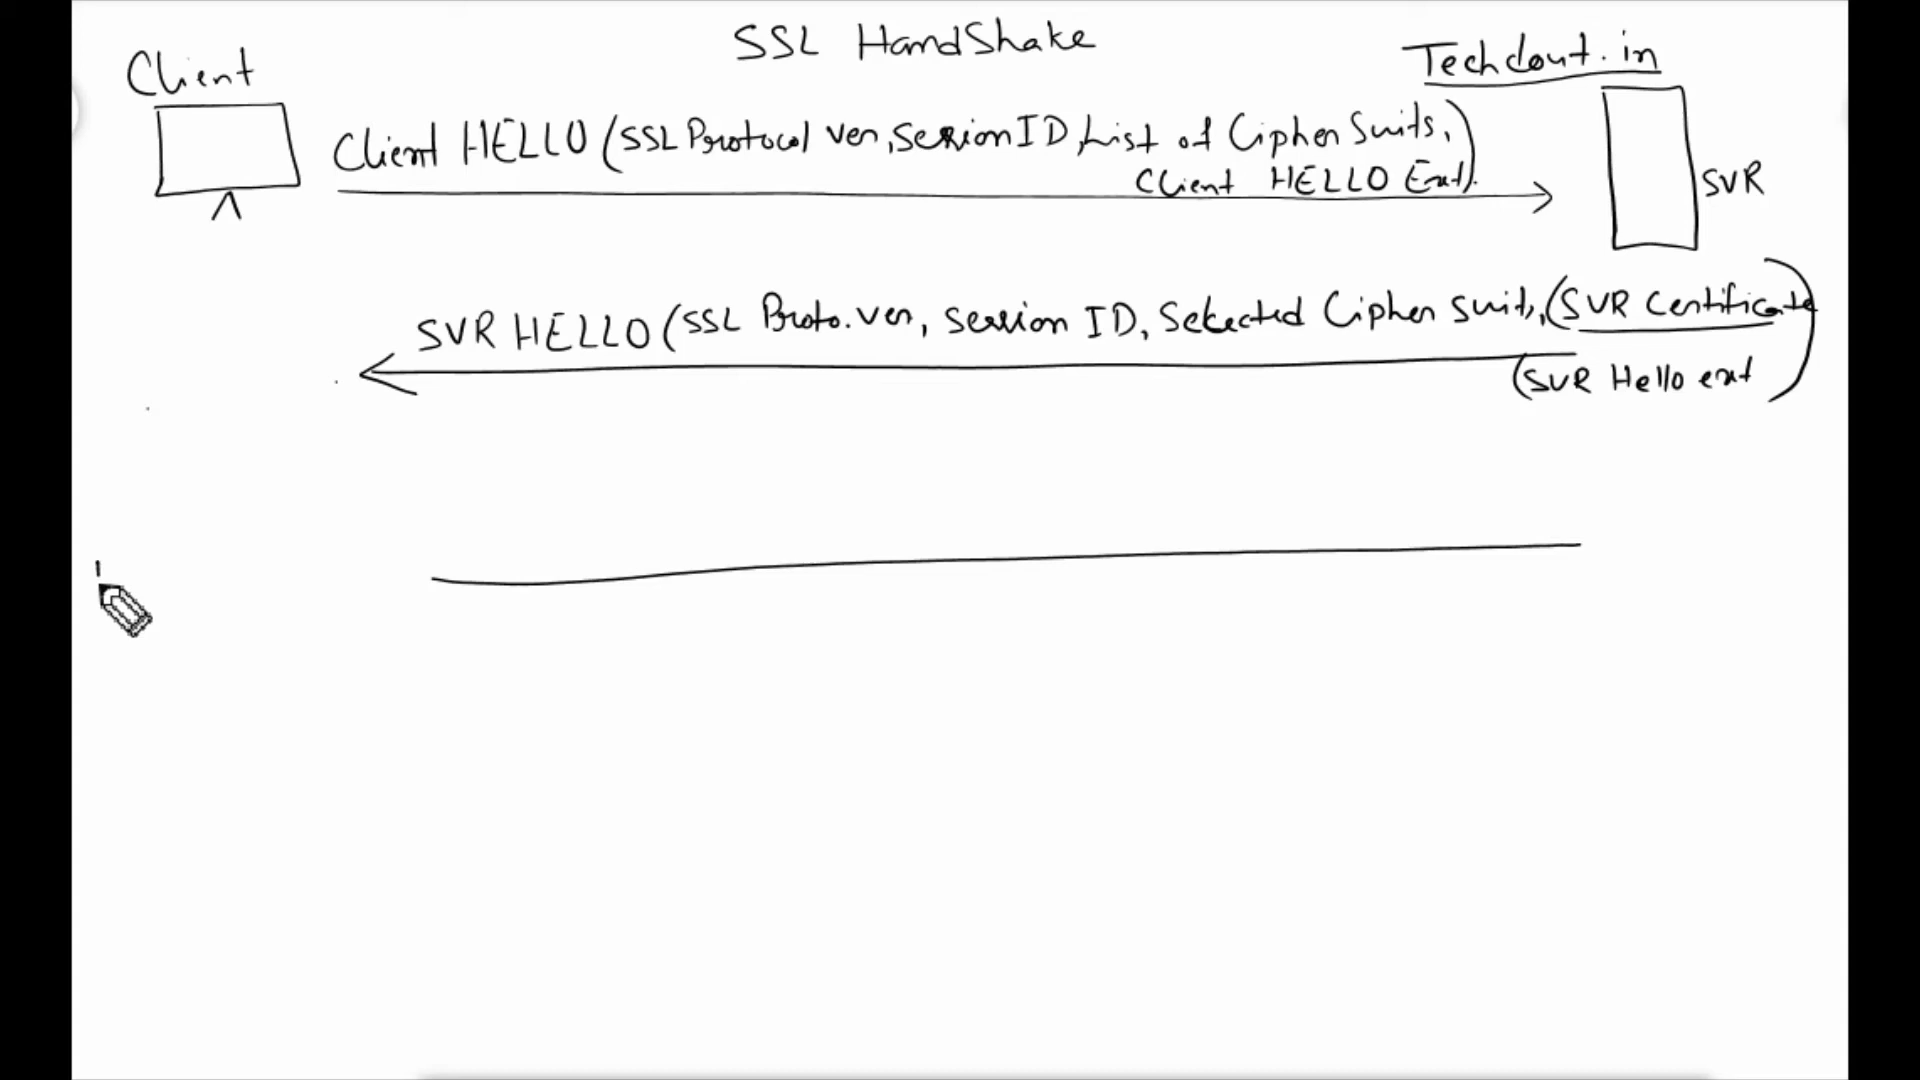 SSL HandShake
Client
Techdout.in
Client HELLO (SSL Protocol ver, Session ID, List of Cipher Suits,
Client HELLO Ext).
SVR
SVR HELLO (SSL Proto. ver, Session ID, Selected Cipher Suit, (SVR Certificate)
(SVR Hello ext